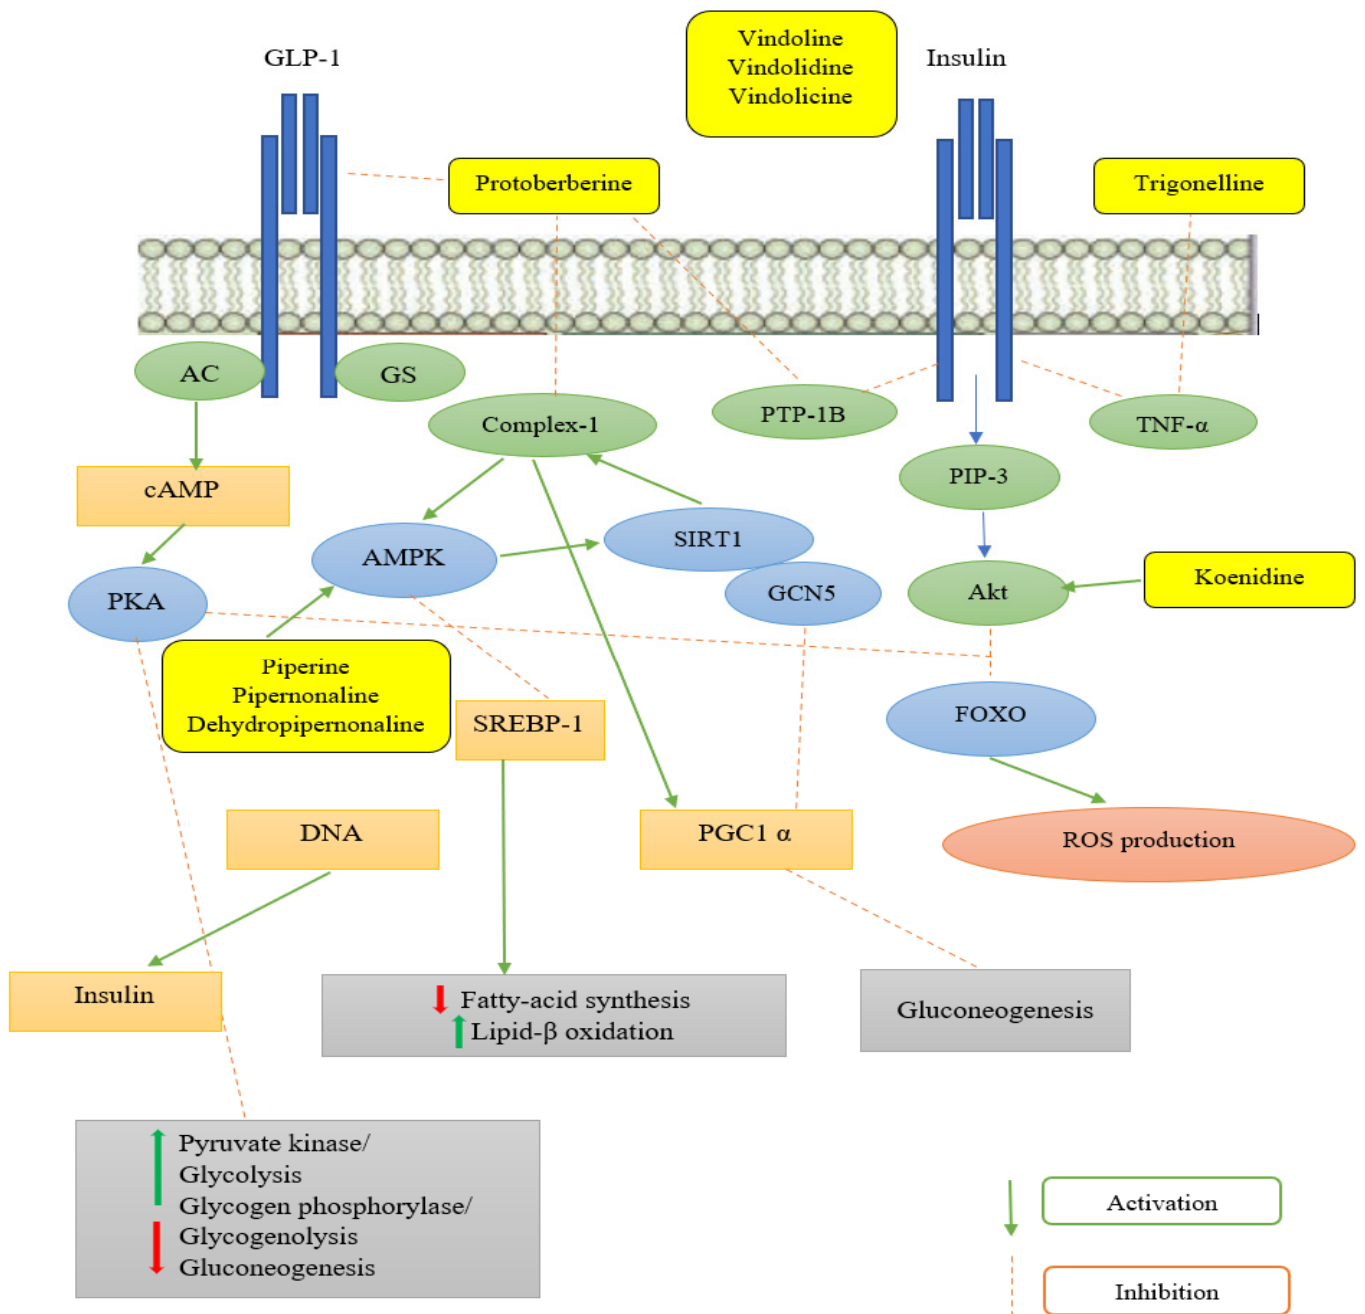 GLP-1
Vindoline
Vindolidine
Vindolicine
Insulin
Protoberberine
Trigonelline
AC
GS
Complex-1
PTP-1B
TNF-α
cAMP
PIP-3
AMPK
SIRT1
GCN5
Akt
Koenidine
PKA
Piperine
Pipernonaline
Dehydropipernonaline
SREBP-1
FOXO
DNA
PGC1 α
ROS production
Insulin
Fatty-acid synthesis
Lipid-β oxidation
Gluconeogenesis
Pyruvate kinase/
Glycolysis
Glycogen phosphorylase/
Glycogenolysis
Gluconeogenesis
Activation
Inhibition